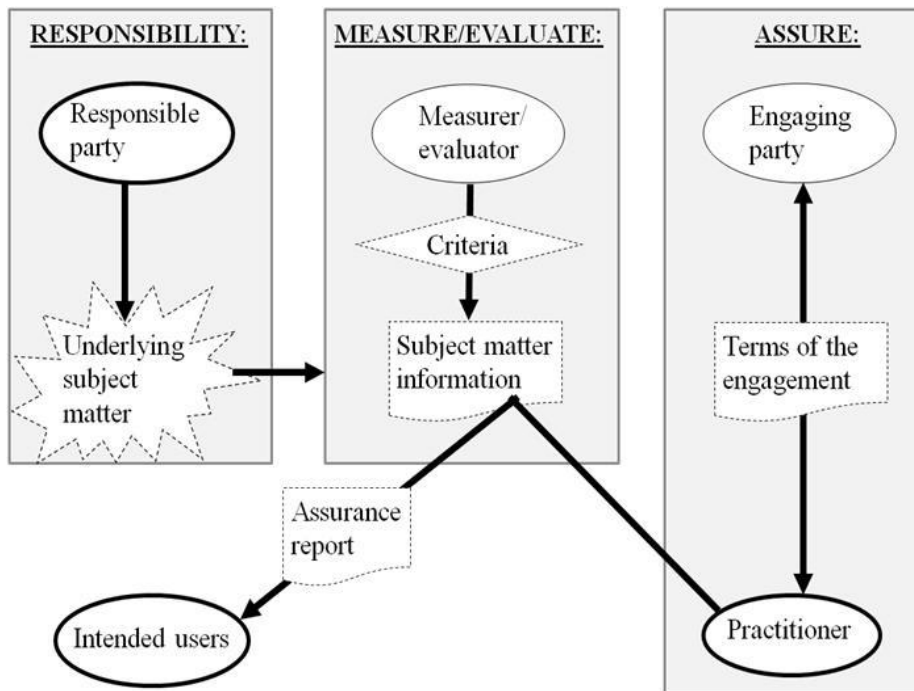 RESPONSIBILITY:
Responsible
party
Underlying
subject
matter
MEASURE/EVALUATE:
Measurer/
evaluator
Criteria
Subject matter
information
ASSURE:
Engaging
party
Terms of the
engagement
Assurance
report
Intended users
Practitioner